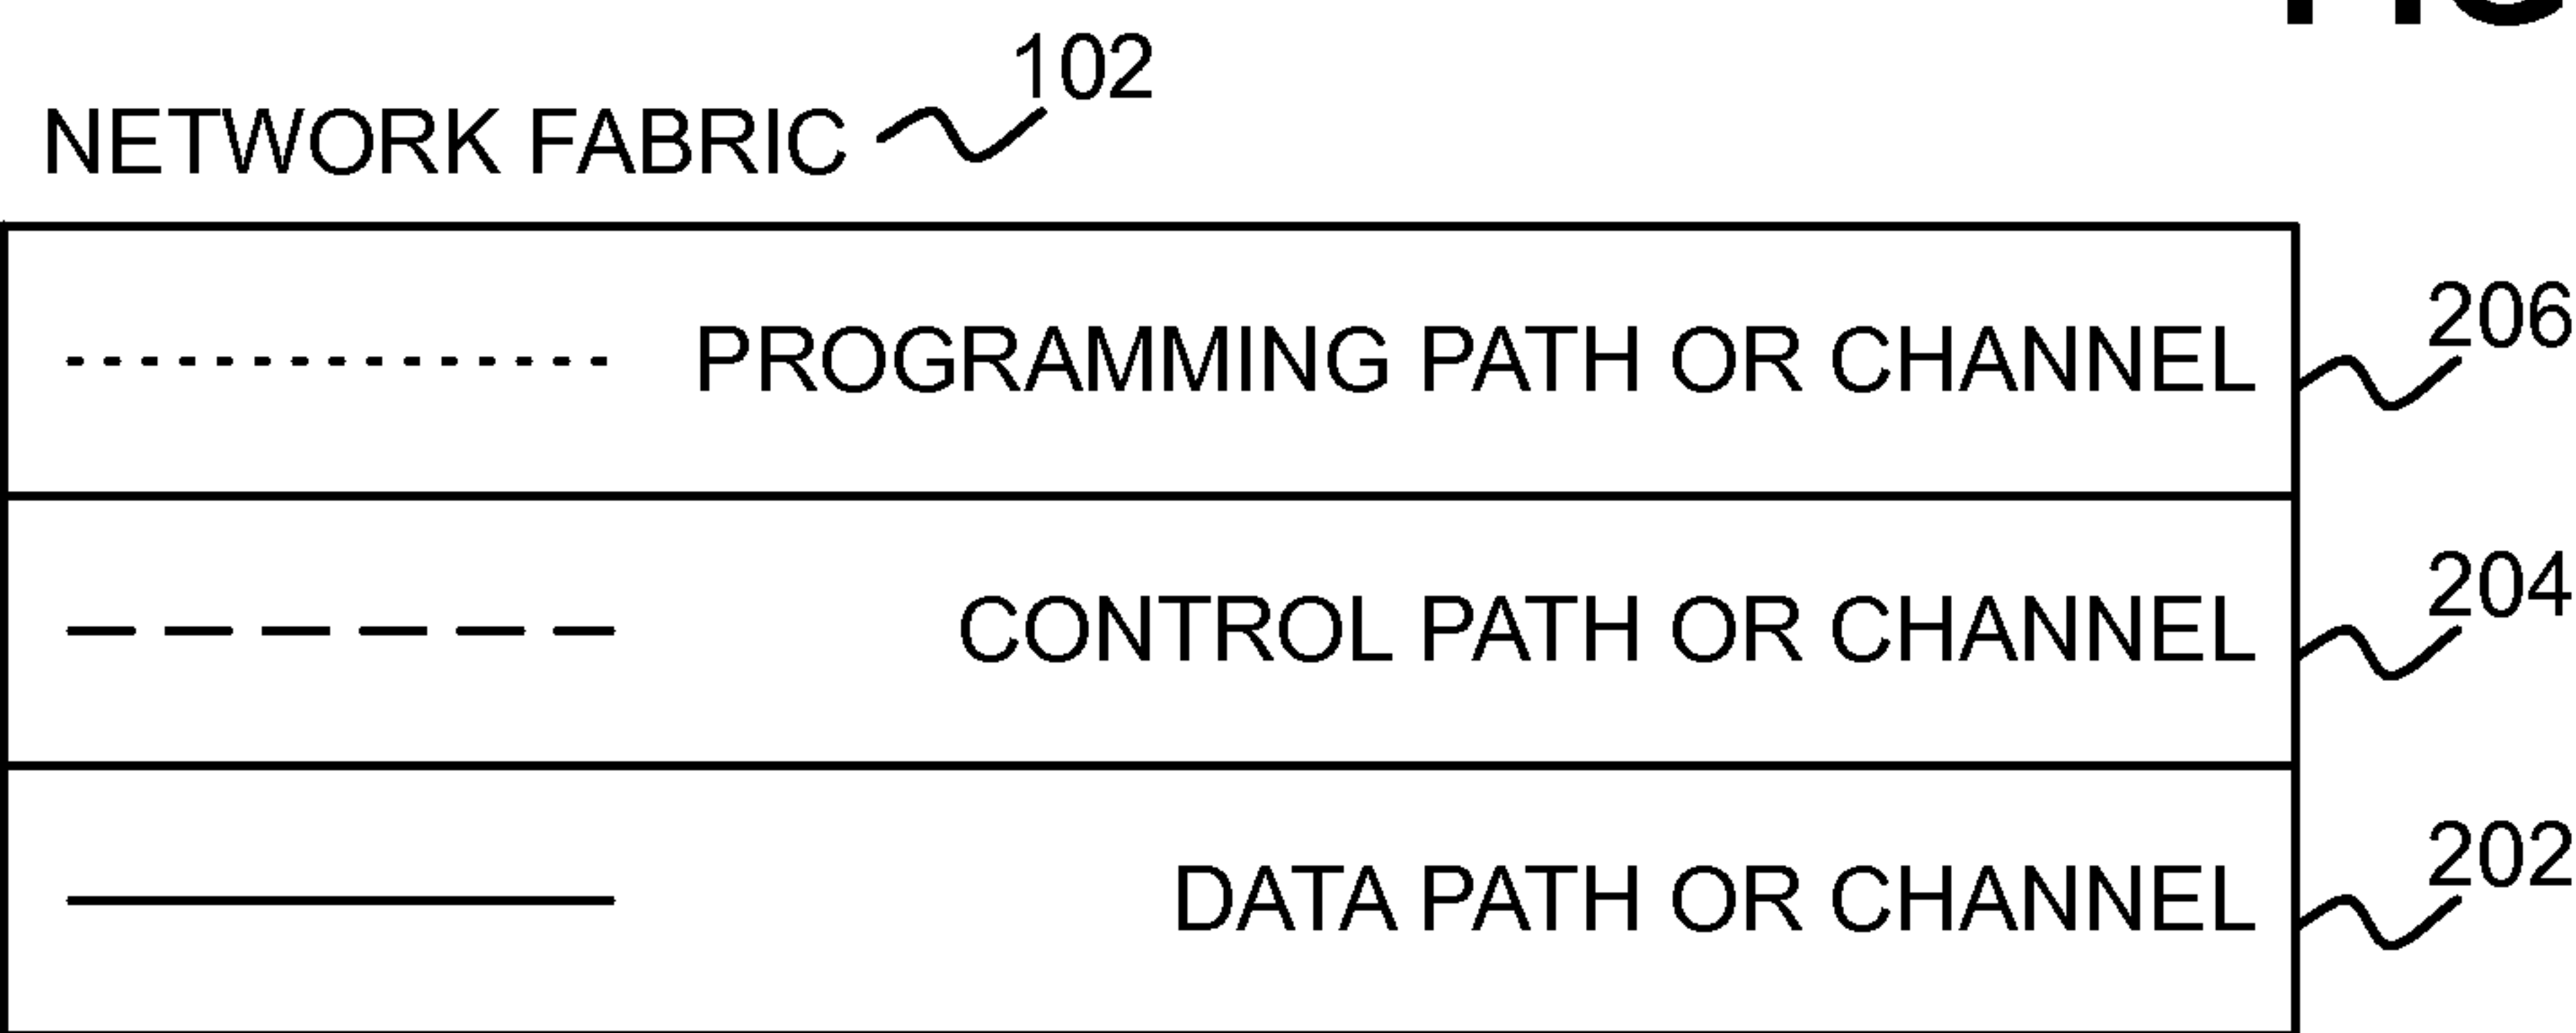 102
NETWORK FABRIC
206
PROGRAMMING PATH OR CHANNEL
204
CONTROL PATH OR CHANNEL
202
DATA PATH OR CHANNEL